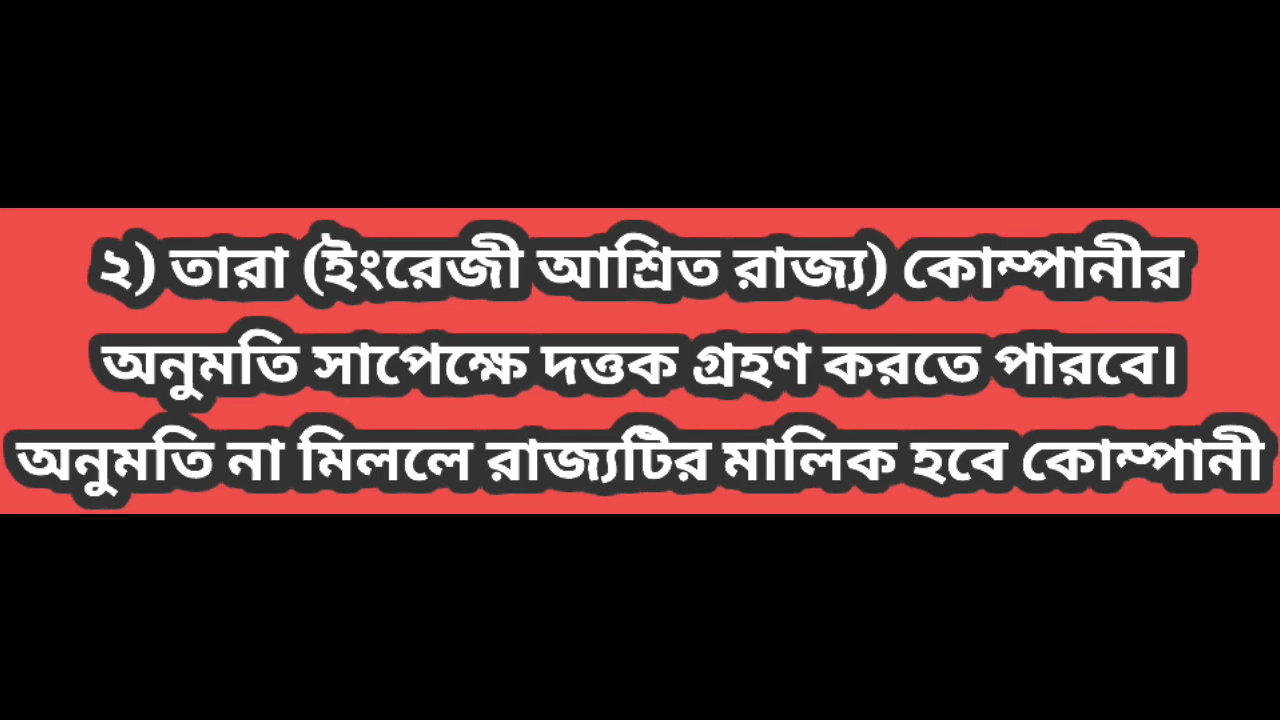 ২) তারা (ইংরেজী আশ্রিত রাজ্য) কোম্পানীর
অনুমতি সাপেক্ষে দত্তক গ্রহণ করতে পারবে।
অনুমতি না মিললে রাজ্যটির মালিক হবে কোম্পানী